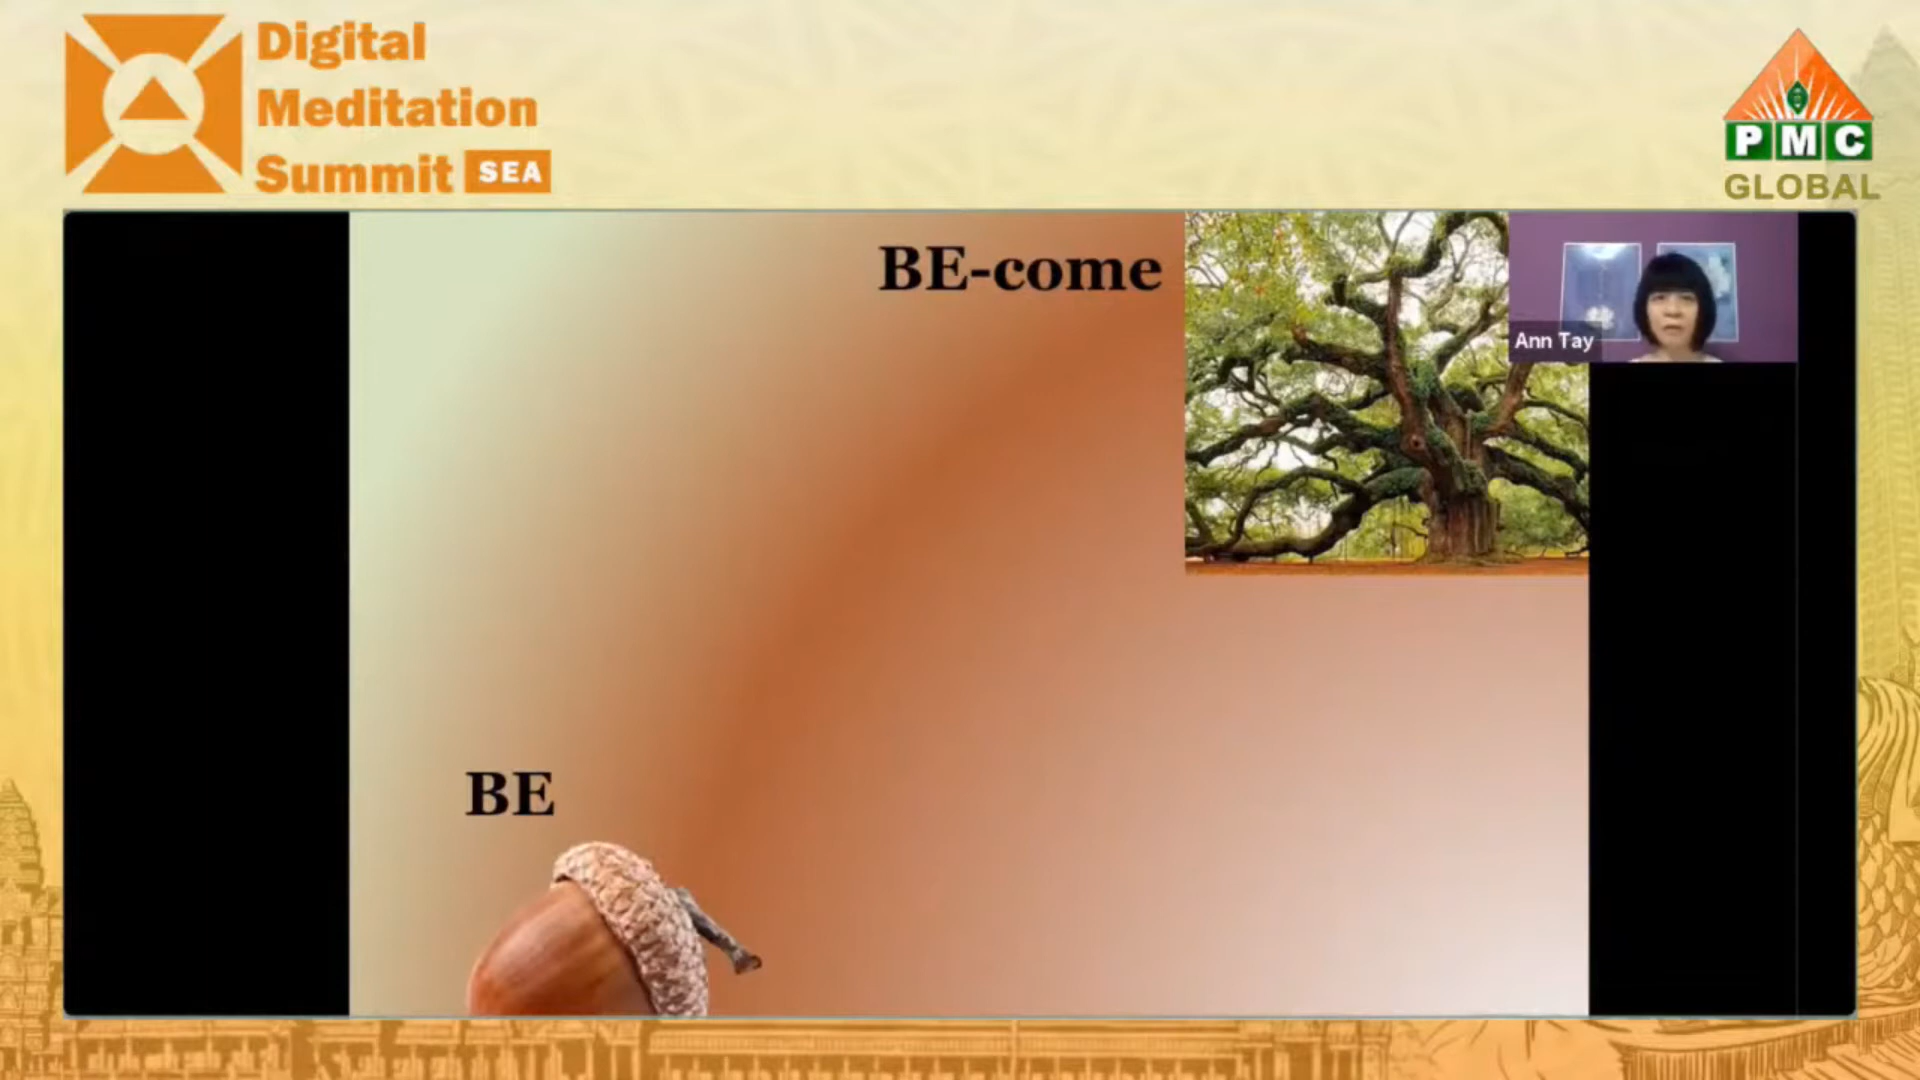 Digital
Meditation
Summit SEA
PMC
GLOBAL
BE-come
Ann Tay
BE